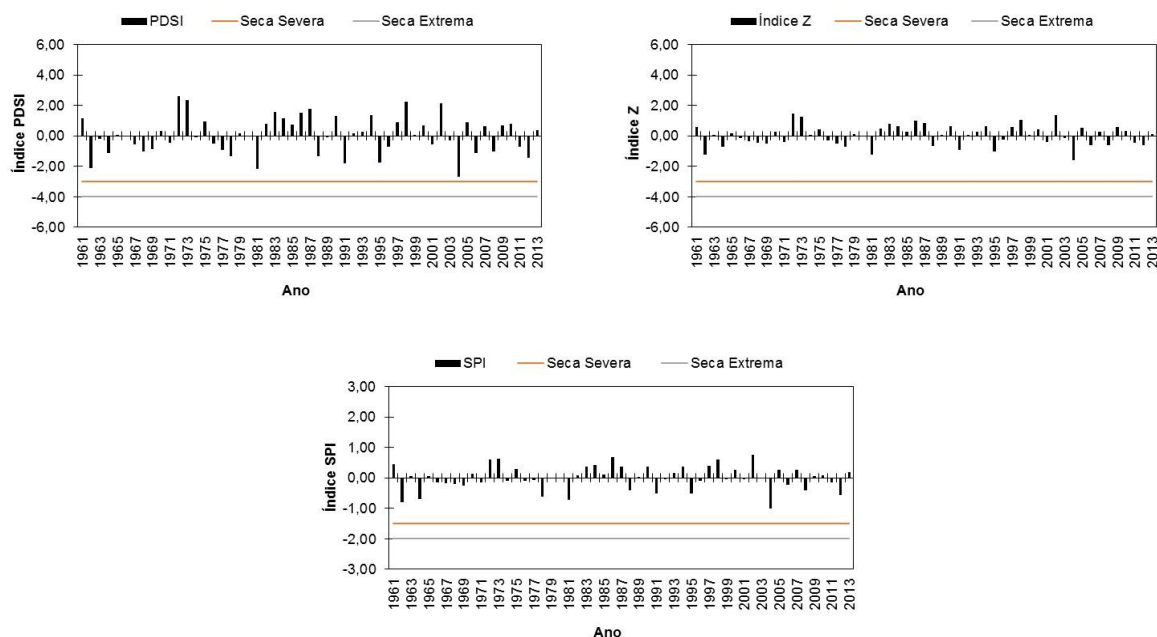 PDSI Seca Severa Seca Extrema
6,00
4,00
2,00
0,00
-2,00
-4,00
-6,00
Índice PDSI
1961 1963 1965 1967 1969 1971 1973 1975 1977 1979 1981 1983 1985 1987 1989 1991 1993 1995 1997 1999 2001 2003 2005 2007 2009 2011 2013
Ano
Índice Z Seca Severa Seca Extrema
6,00
4,00
2,00
0,00
-2,00
-4,00
-6,00
Índice Z
1961 1963 1965 1967 1969 1971 1973 1975 1977 1979 1981 1983 1985 1987 1989 1991 1993 1995 1997 1999 2001 2003 2005 2007 2009 2011 2013
Ano
SPI Seca Severa Seca Extrema
3,00
2,00
1,00
0,00
-1,00
-2,00
-3,00
Índice SPI
1961 1963 1965 1967 1969 1971 1973 1975 1977 1979 1981 1983 1985 1987 1989 1991 1993 1995 1997 1999 2001 2003 2005 2007 2009 2011 2013
Ano